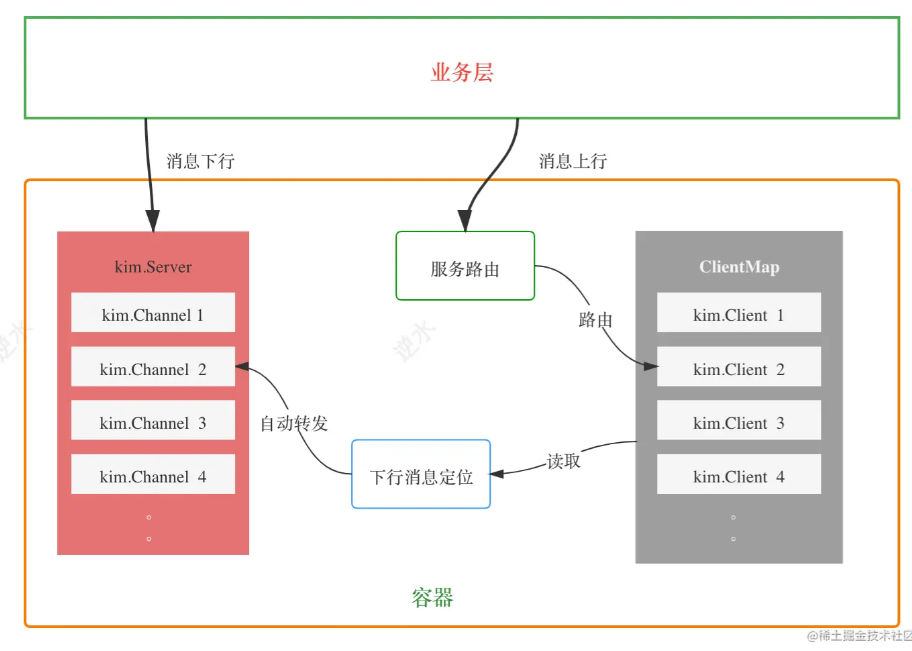 业务层
消息下行
消息上行
kim.Server
kim.Channel 1
kim.Channel 2
kim.Channel 3
kim.Channel 4
服务路由
路由
ClientMap
kim.Client 1
kim.Client 2
kim.Client 3
kim.Client 4
自动转发
下行消息定位
读取
容器
逆水
逆水
@稀土掘金技术社区